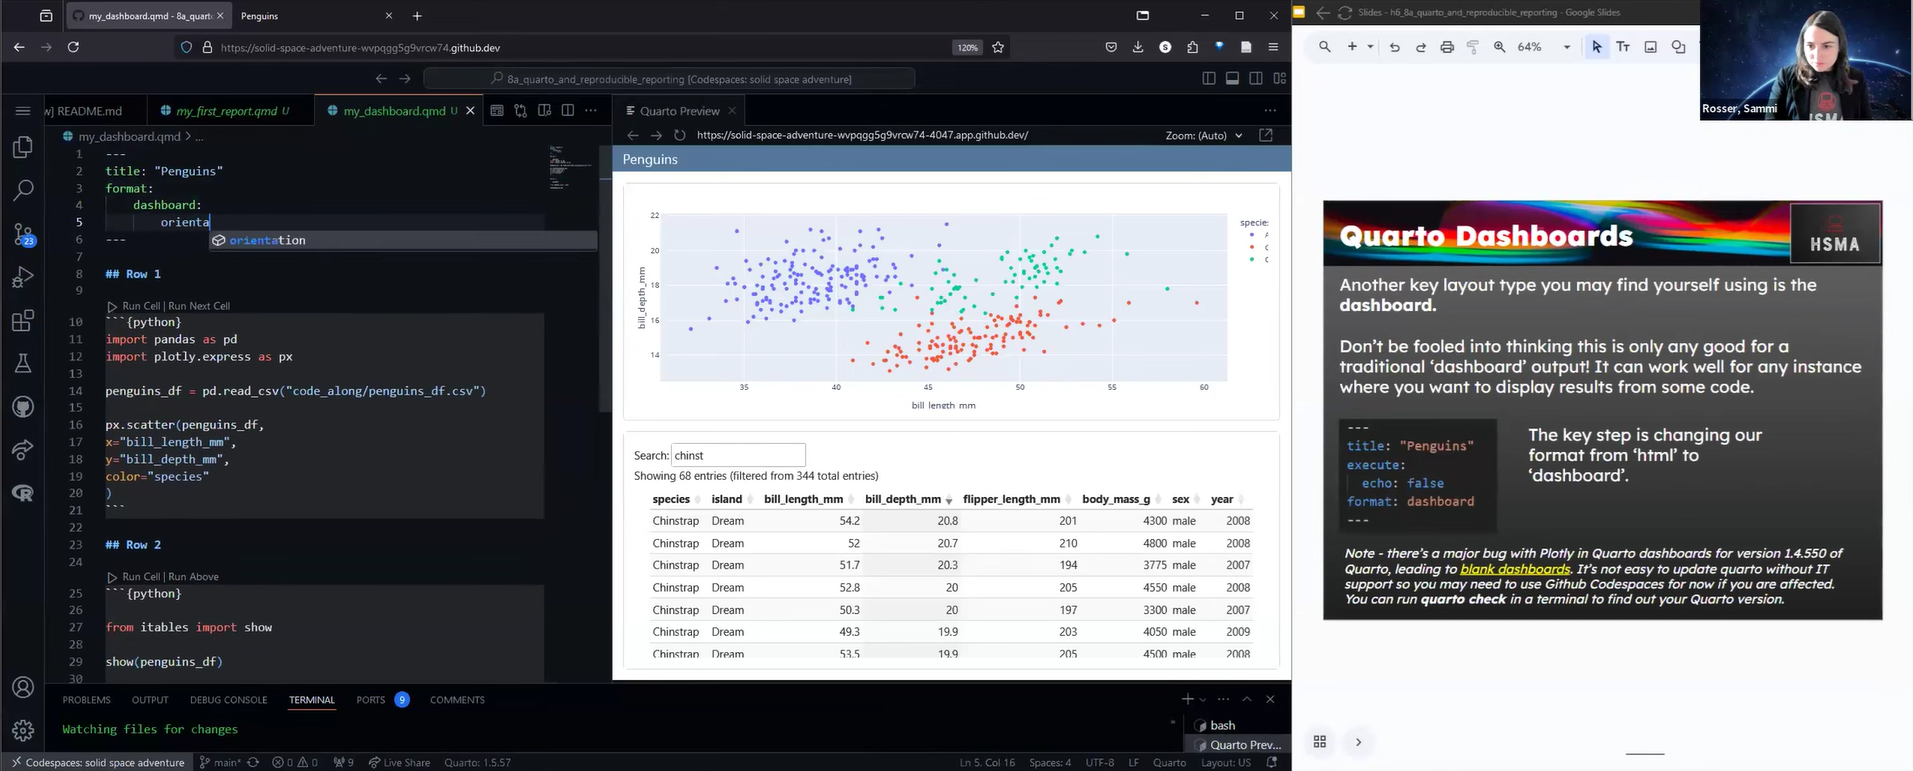 my_dashboard.qmd - 8a_quarto
Penguins
https://solid-space-adventure-wvpqgg5g9vrcw74.github.dev
120%
8a_quarto_and_reproducible_reporting [Codespaces: solid space adventure]
w] README.md
my_first_report.qmd U
my_dashboard.qmd U
my_dashboard.qmd > ...
1 ---
2 title: "Penguins"
3 format:
4 dashboard:
5 orienta
orientation
6 ---
7
8 ## Row 1
9
Run Cell | Run Next Cell
10 ```{python}
11 import pandas as pd
12 import plotly.express as px
13
14 penguins_df = pd.read_csv("code_along/penguins_df.csv")
15
16 px.scatter(penguins_df,
17 x="bill_length_mm",
18 y="bill_depth_mm",
19 color="species"
20 )
21 ```
22
23 ## Row 2
24
Run Cell | Run Above
25 ```{python}
26
27 from itables import show
28
29 show(penguins_df)
30
23
Quarto Preview
https://solid-space-adventure-wvpqgg5g9vrcw74-4047.app.github.dev/
Zoom: (Auto)
Penguins
22
20
18
16
14
bill_depth_mm
35 40 45 50 55 60
bill length mm
species
Search: chinst
Showing 68 entries (filtered from 344 total entries)
species island bill_length_mm bill_depth_mm flipper_length_mm body_mass_g sex year
Chinstrap Dream 54.2 20.8 201 4300 male 2008
Chinstrap Dream 52 20.7 210 4800 male 2008
Chinstrap Dream 51.7 20.3 194 3775 male 2007
Chinstrap Dream 52.8 20 205 4550 male 2008
Chinstrap Dream 50.3 20 197 3300 male 2007
Chinstrap Dream 49.3 19.9 203 4050 male 2009
Chinstrap Dream 53.5 19.9 205 4500 male 2008
PROBLEMS OUTPUT DEBUG CONSOLE TERMINAL PORTS 9 COMMENTS
Watching files for changes
bash
Quarto Prev...
Codespaces: solid space adventure
main*
0 0
9
Live Share
Quarto: 1.5.57
Ln 5, Col 16
Spaces: 4
UTF-8
LF
Quarto
Layout: US
Slides - h6_8a_quarto_and_reproducible_reporting - Google Slides
64%
Rosser, Sammi
HSMA
Quarto Dashboards
HSMA
Another key layout type you may find yourself using is the
dashboard.
Don't be fooled into thinking this is only any good for a
traditional 'dashboard' output! It can work well for any instance
where you want to display results from some code.
---
title: "Penguins"
execute:
echo: false
format: dashboard
---
The key step is changing our
format from 'html' to
'dashboard'.
Note - there's a major bug with Plotly in Quarto dashboards for version 1.4.550 of
Quarto, leading to blank dashboards. It's not easy to update quarto without IT
support so you may need to use Github Codespaces for now if you are affected.
You can run quarto check in a terminal to find out your Quarto version.